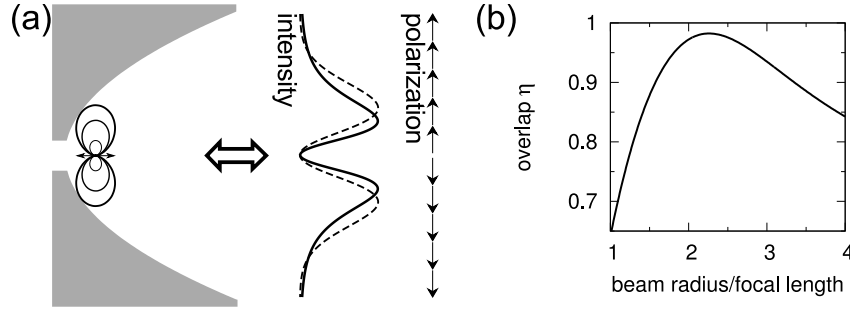 (a)
intensity
polarization
(b)
overlap η
1
0.9
0.8
0.7
1 2 3 4
beam radius/focal length